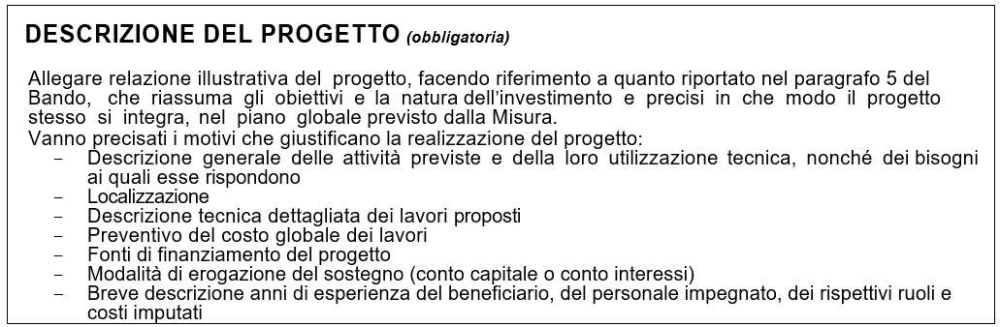 DESCRIZIONE DEL PROGETTO (obbligatoria)
Allegare relazione illustrativa del progetto, facendo riferimento a quanto riportato nel paragrafo 5 del
Bando, che riassuma gli obiettivi e la natura dell'investimento e precisi in che modo il progetto
stesso si integra, nel piano globale previsto dalla Misura.
Vanno precisati i motivi che giustificano la realizzazione del progetto:
– Descrizione generale delle attività previste e della loro utilizzazione tecnica, nonché dei bisogni
ai quali esse rispondono
– Localizzazione
– Descrizione tecnica dettagliata dei lavori proposti
– Preventivo del costo globale dei lavori
– Fonti di finanziamento del progetto
– Modalità di erogazione del sostegno (conto capitale o conto interessi)
– Breve descrizione anni di esperienza del beneficiario, del personale impegnato, dei rispettivi ruoli e
costi imputati